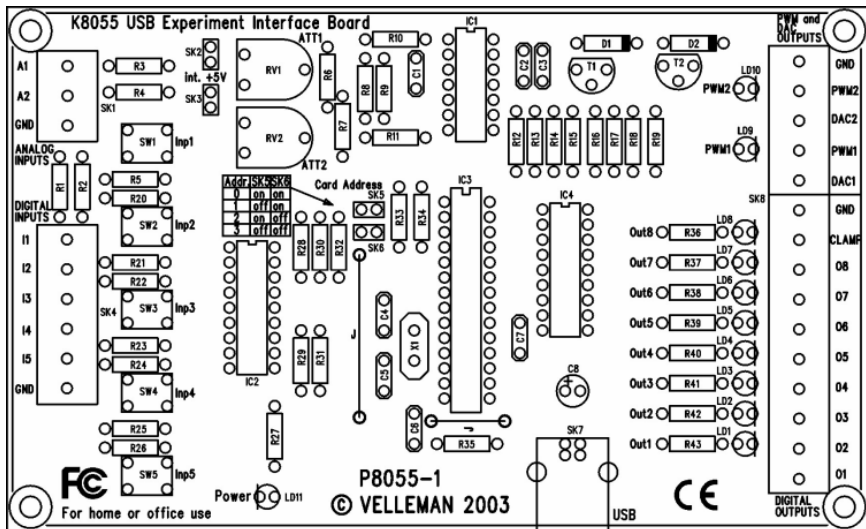 K8055 USB Experiment Interface Board
PWM and
DAC
OUTPUTS
ATT1
R10
IC1
D1
D2
SK2
A1
R3
int. +5V
RV1
R6
C1
C2
C3
T1
T2
LD10
GND
A2
R4
SK3
R8
R9
PWM2
PWM2
SK1
GND
SW1
Inp1
RV2
R7
R11
R12
R13
R14
R15
R16
R17
R18
R19
DAC2
LD9
PWM1
PWM1
ANALOG
INPUTS
ATT2
R1
R2
R5
R20
Addr. SK5 SK6
0 on on
1 off on
2 on off
3 off off
Card Address
IC3
DAC1
DIGITAL
INPUTS
SW2
Inp2
SK5
SK6
R33
R34
IC4
SK8
GND
I1
R28
R30
R32
Out8
R36
LD8
CLAMP
I2
R21
R22
Out7
R37
LD7
O8
I3
SW3
Inp3
SK4
J
C4
X1
Out6
R38
LD6
O7
I4
R23
C7
Out5
R39
LD5
O6
I5
R24
R29
R31
C5
Out4
R40
LD4
O5
GND
SW4
Inp4
IC2
C8
+
Out3
R41
LD3
O4
R25
R27
C6
J
Out2
R42
LD2
O3
R26
R35
SK7
Out1
R43
LD1
O2
SW5
Inp5
O1
FC
P8055-1
CE
Power
LD11
© VELLEMAN 2003
USB
DIGITAL
OUTPUTS
For home or office use